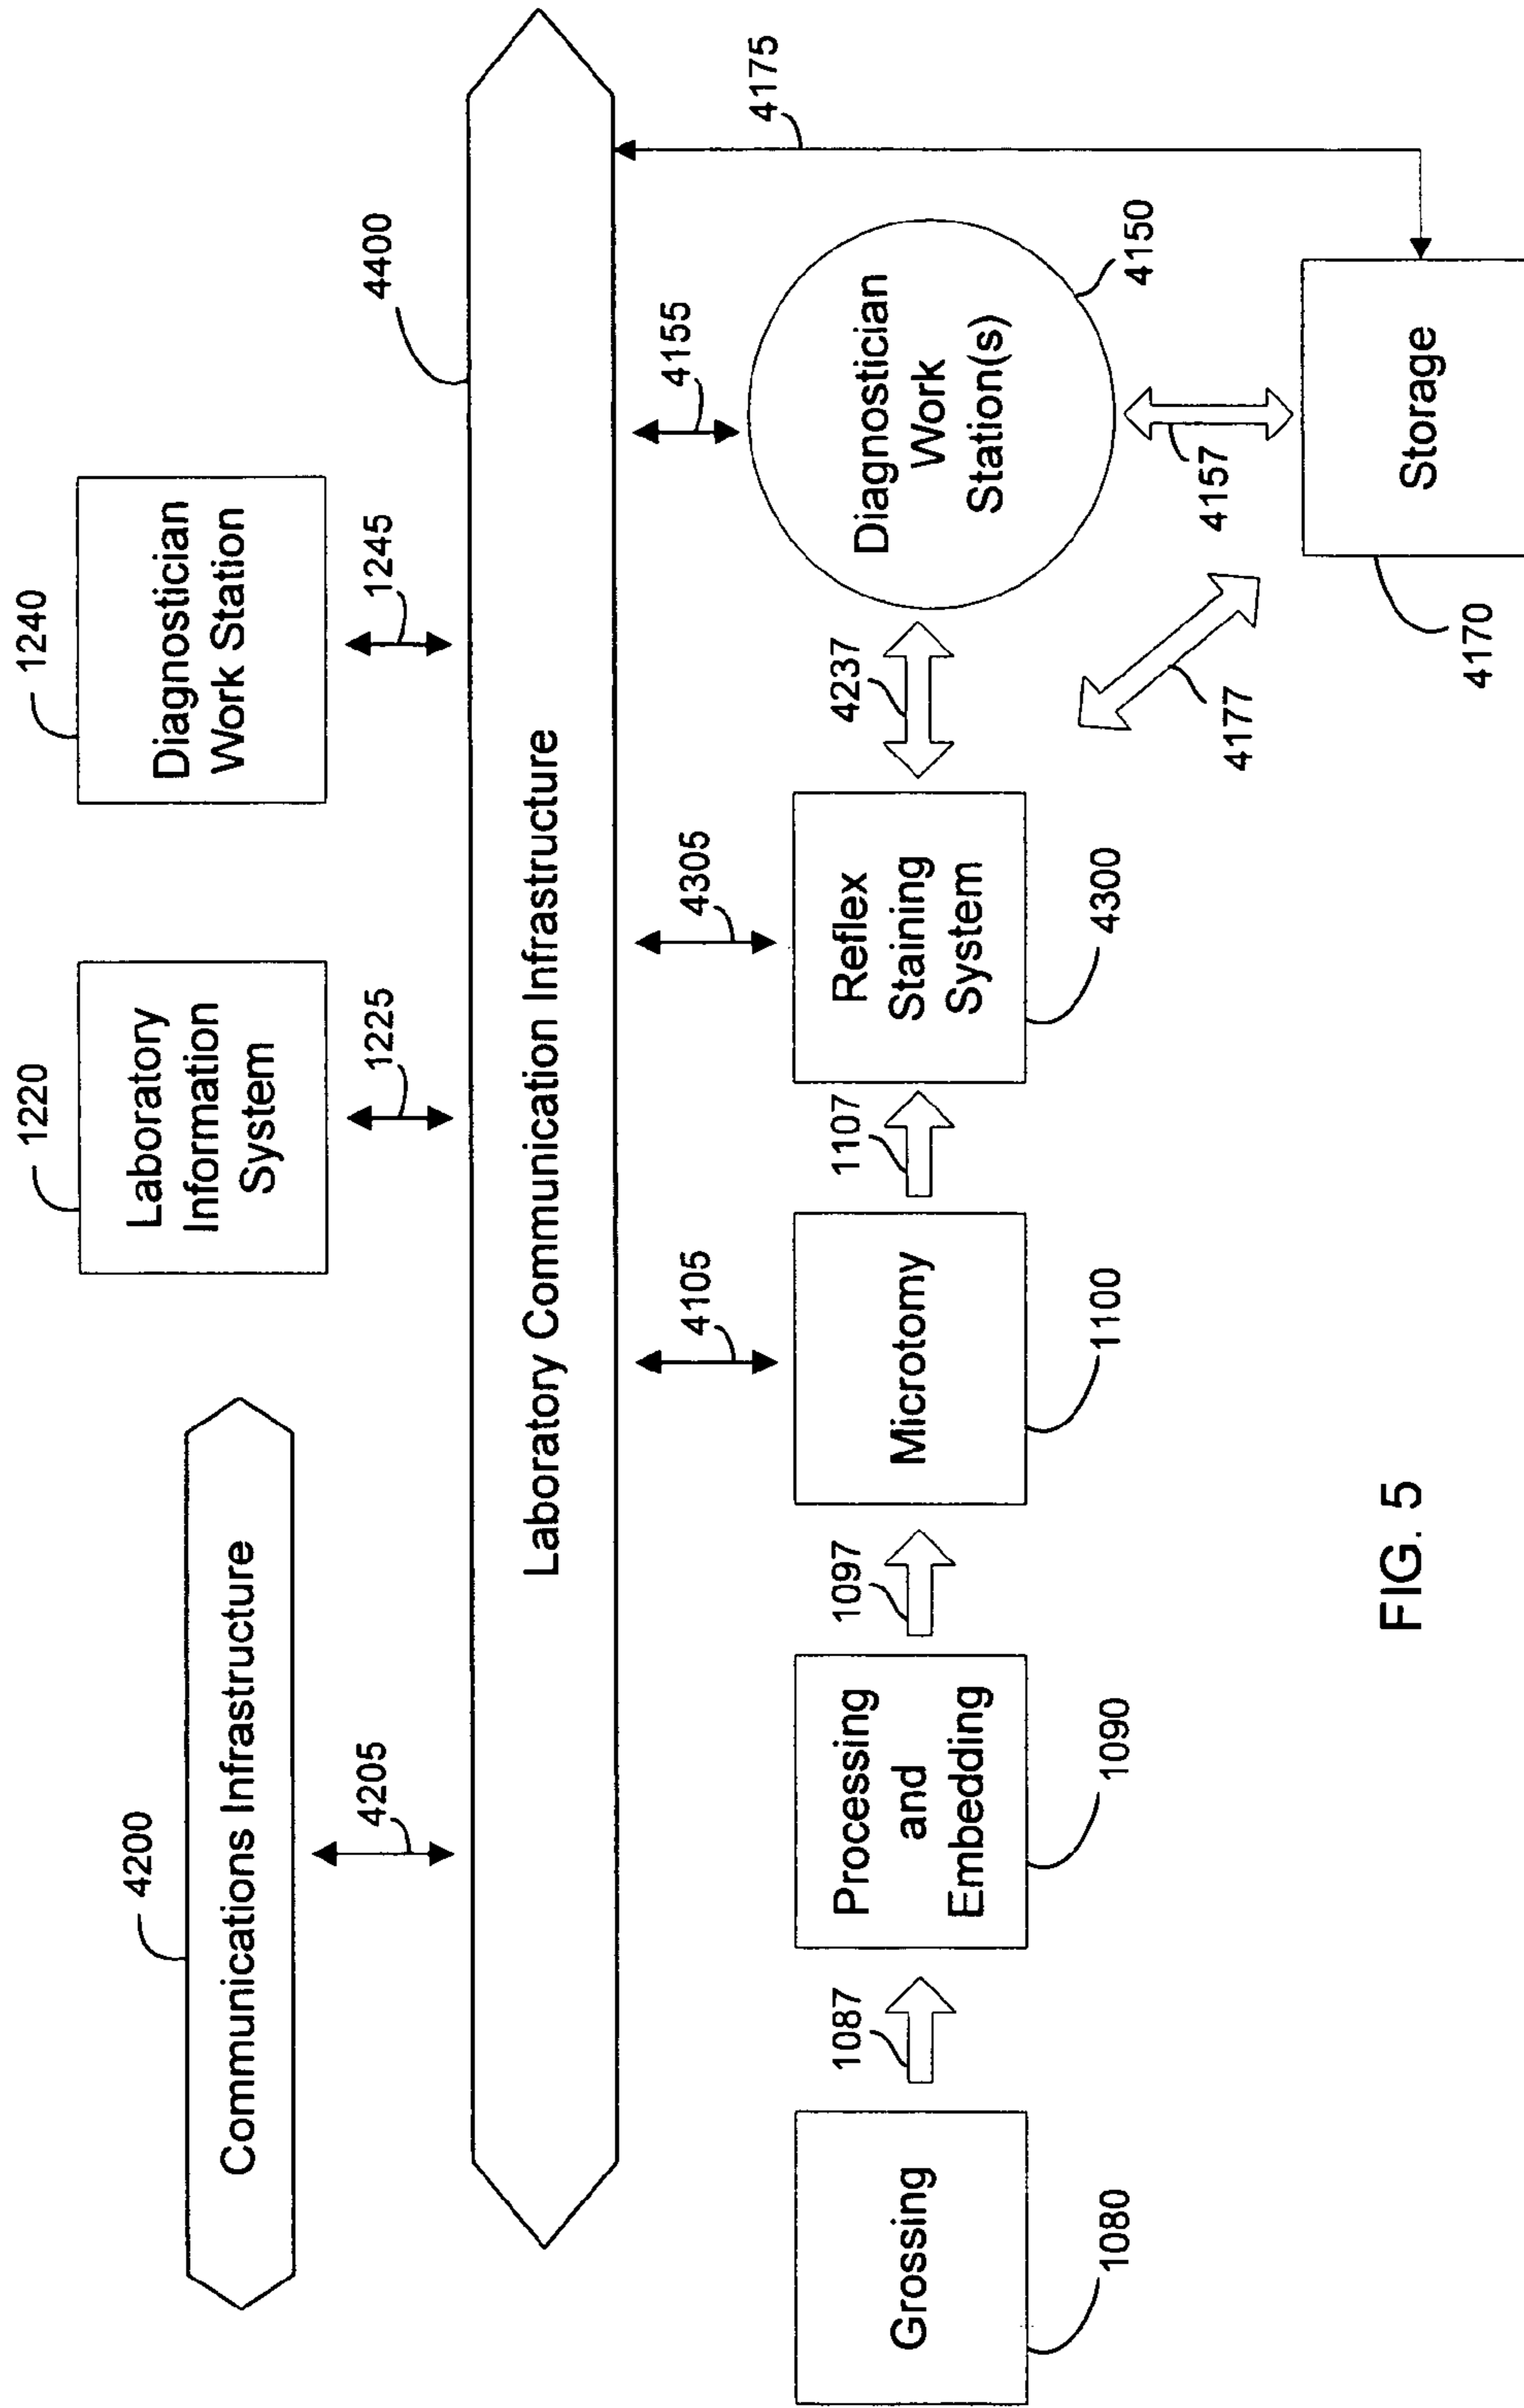 4200
Communications Infrastructure
4205
1220
Laboratory
Information
System
1225
1240
Diagnostician
Work Station
1245
4400
Laboratory Communication Infrastructure
4105
4305
4155
4175
Grossing
1080
1087
Processing
and
Embedding
1090
1097
Microtomy
1100
1107
Reflex
Staining
System
4300
4237
Diagnostician
Work
Station(s)
4150
4157
4177
Storage
4170
FIG. 5